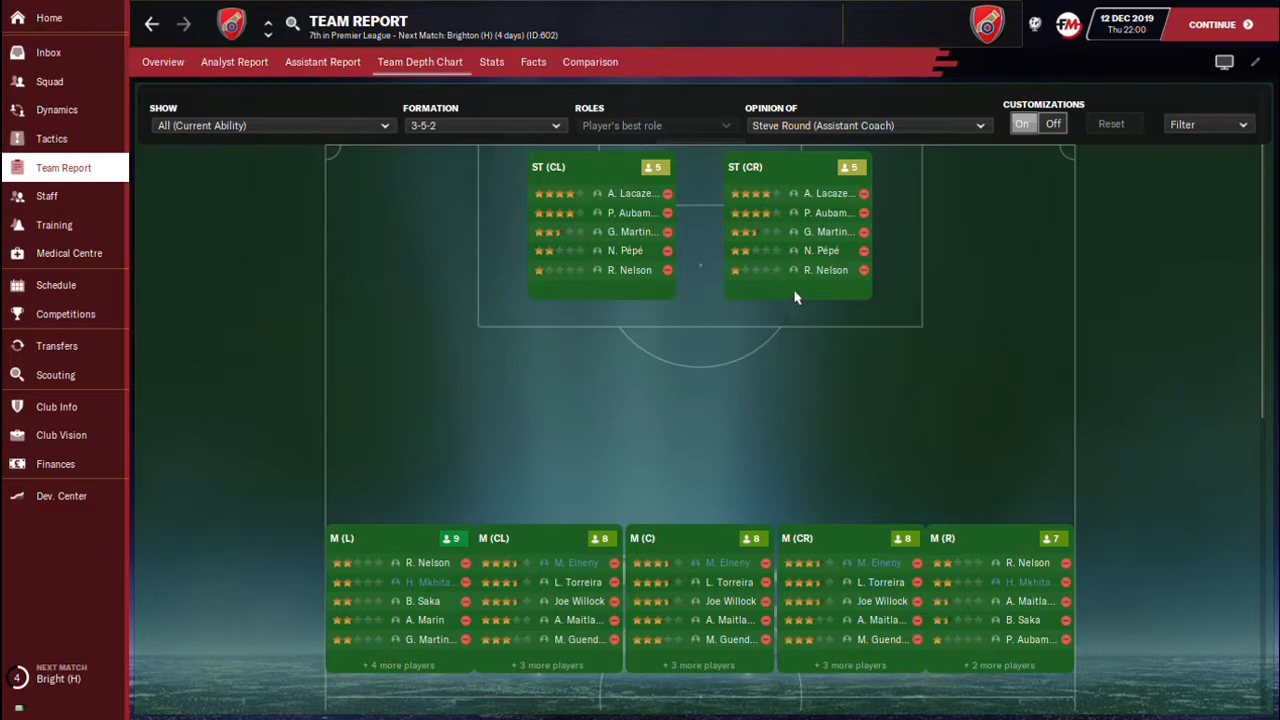 Home
Inbox
Squad
Dynamics
Tactics
Team Report
Staff
Training
Medical Centre
Schedule
Competitions
Transfers
Scouting
Club Info
Club Vision
Finances
Dev. Center
4
NEXT MATCH
Bright (H)
TEAM REPORT
7th in Premier League - Next Match: Brighton (H) (4 days) (ID:602)
FM
12 DEC 2019
Thu 22:00
CONTINUE
Overview
Analyst Report
Assistant Report
Team Depth Chart
Stats
Facts
Comparison
SHOW
All (Current Ability)
FORMATION
3-5-2
ROLES
Player's best role
OPINION OF
Steve Round (Assistant Coach)
CUSTOMIZATIONS
On
Off
Reset
Filter
ST (CL)
5
A. Lacaze...
P. Aubam...
G. Martin...
N. Pépé
R. Nelson
ST (CR)
5
A. Lacaze...
P. Aubam...
G. Martin...
N. Pépé
R. Nelson
M (L)
9
R. Nelson
H. Mkhita...
B. Saka
A. Marin
G. Martin...
+ 4 more players
M (CL)
8
M. Elneny
L. Torreira
Joe Willock
A. Maitla...
M. Guend...
+ 3 more players
M (C)
8
M. Elneny
L. Torreira
Joe Willock
A. Maitla...
M. Guend...
+ 3 more players
M (CR)
8
M. Elneny
L. Torreira
Joe Willock
A. Maitla...
M. Guend...
+ 3 more players
M (R)
7
R. Nelson
H. Mkhita...
A. Maitla...
B. Saka
P. Aubam...
+ 2 more players